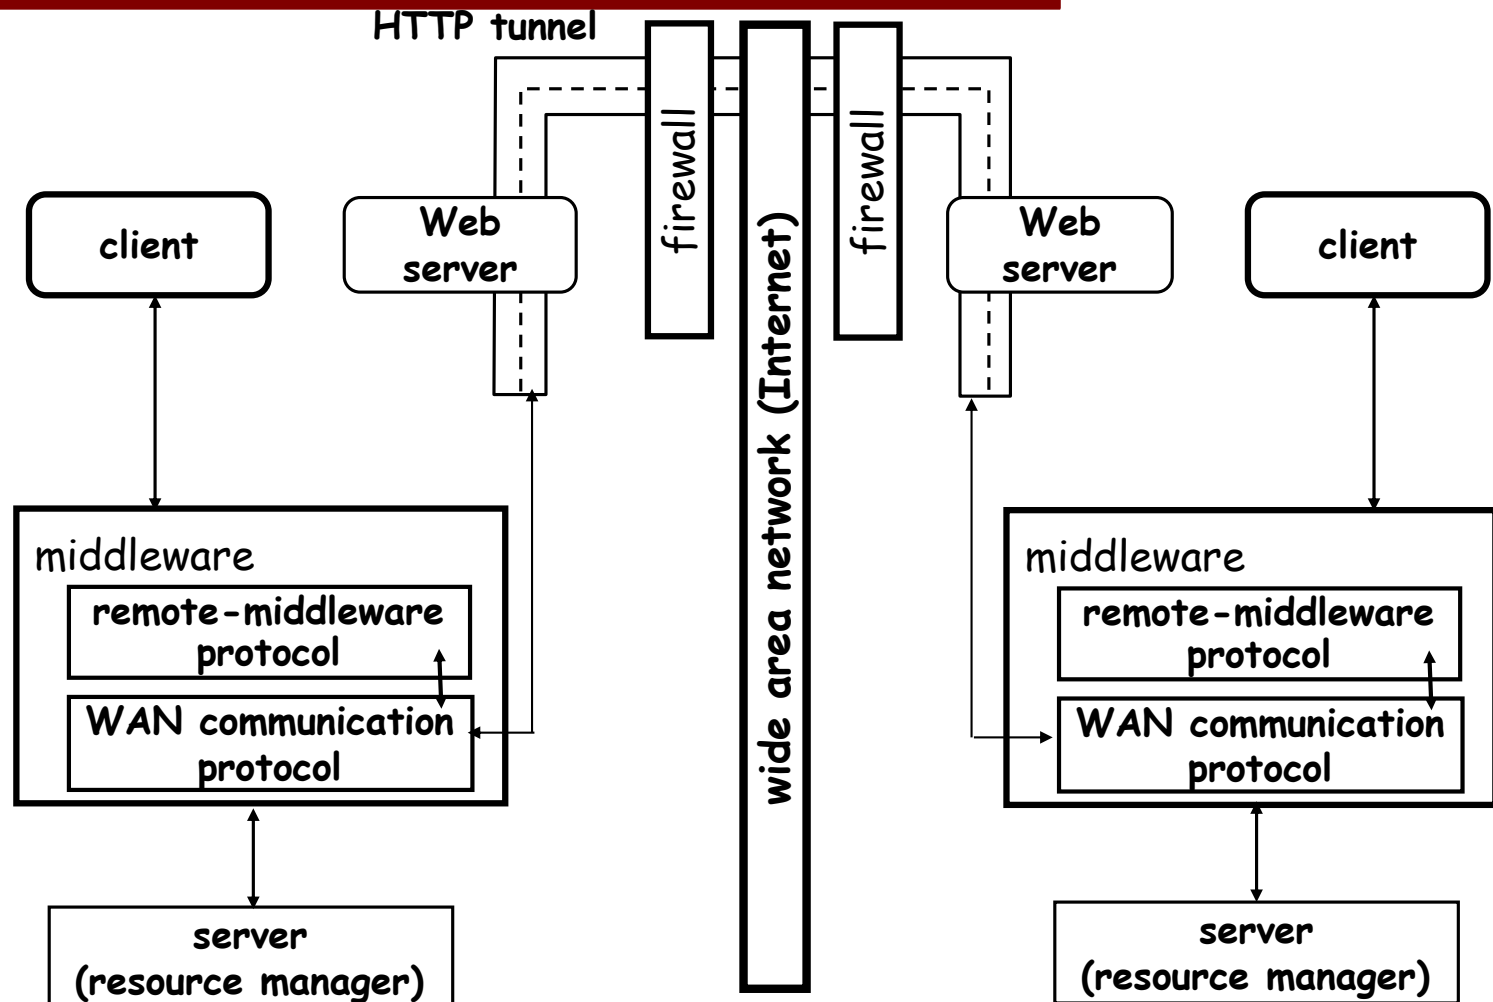 HTTP tunnel
client
Web
server
firewall
wide area network (Internet)
firewall
Web
server
client
middleware
remote-middleware
protocol
WAN communication
protocol
middleware
remote-middleware
protocol
WAN communication
protocol
server
(resource manager)
server
(resource manager)